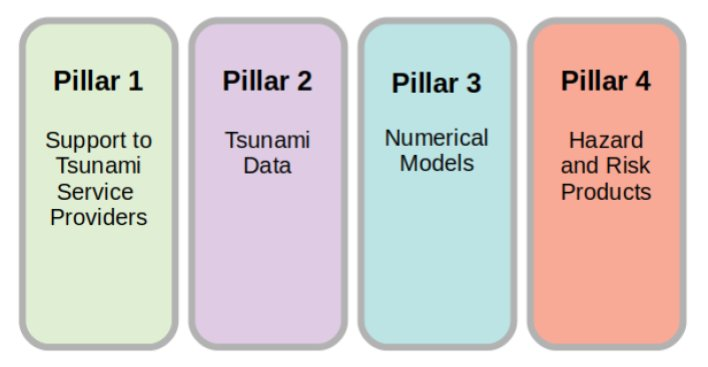 Pillar 1
Support to
Tsunami
Service
Providers
Pillar 2
Tsunami
Data
Pillar 3
Numerical
Models
Pillar 4
Hazard
and Risk
Products